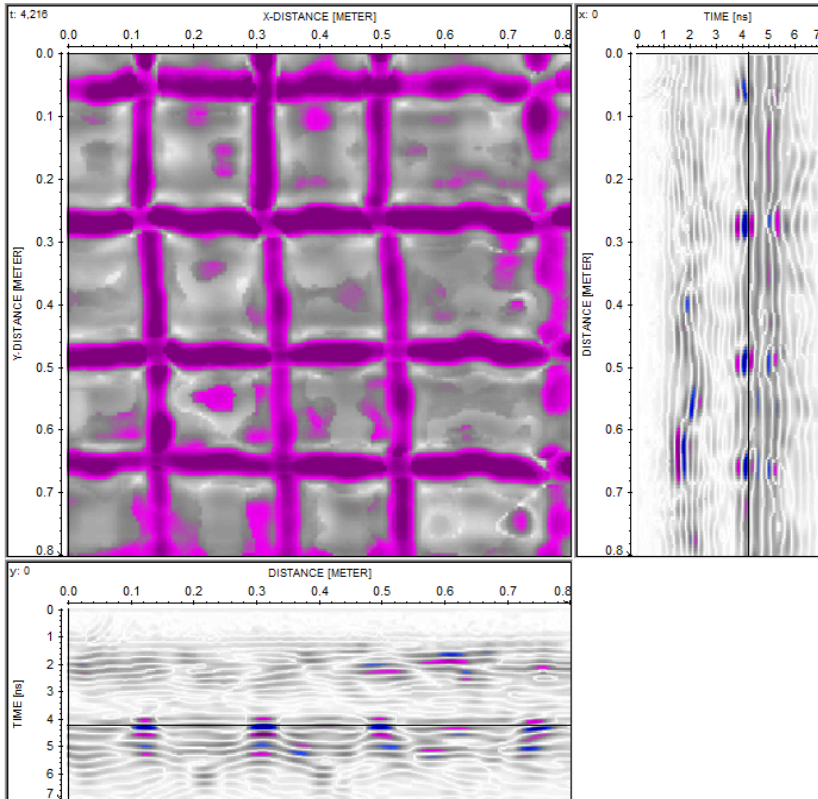 t: 4,216
X-DISTANCE [METER]
0.0 0.1 0.2 0.3 0.4 0.5 0.6 0.7 0.8
Y-DISTANCE [METER]
0.0
0.1
0.2
0.3
0.4
0.5
0.6
0.7
0.8
x: 0
TIME [ns]
0 1 2 3 4 5 6 7
DISTANCE [METER]
0.0
0.1
0.2
0.3
0.4
0.5
0.6
0.7
0.8
y: 0
DISTANCE [METER]
0.0 0.1 0.2 0.3 0.4 0.5 0.6 0.7 0.8
TIME [ns]
0
1
2
3
4
5
6
7